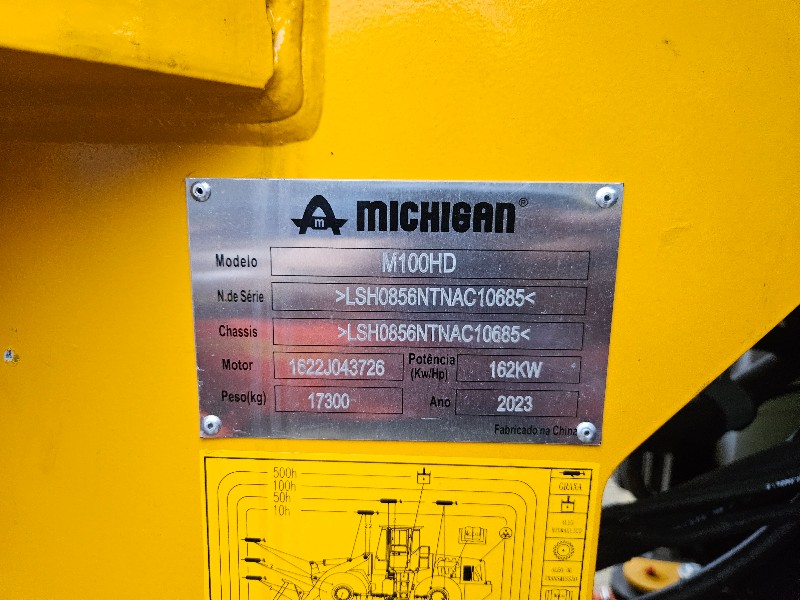 m MICHIGAN®
Modelo M100HD
N.de Série >LSH0856NTNAC10685<
Chassis >LSH0856NTNAC10685<
Motor 1622J043726 Potência (Kw/Hp) 162KW
Peso(kg) 17300 Ano 2023
Fabricado na China
500h
100h
50h
10h
GRAXA